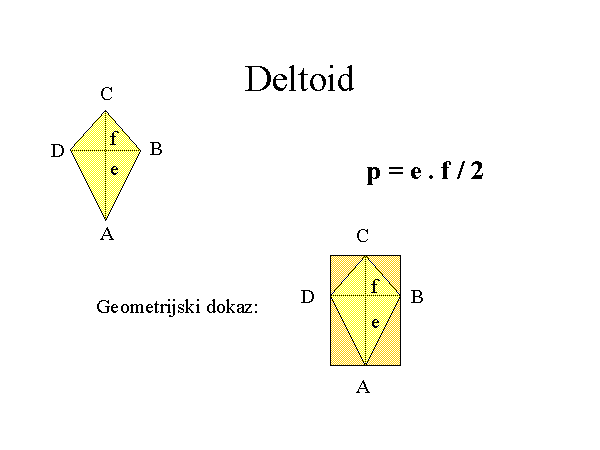 Deltoid
C
D
f
B
e
A
p = e . f / 2
Geometrijski dokaz:
C
D
f
B
e
A